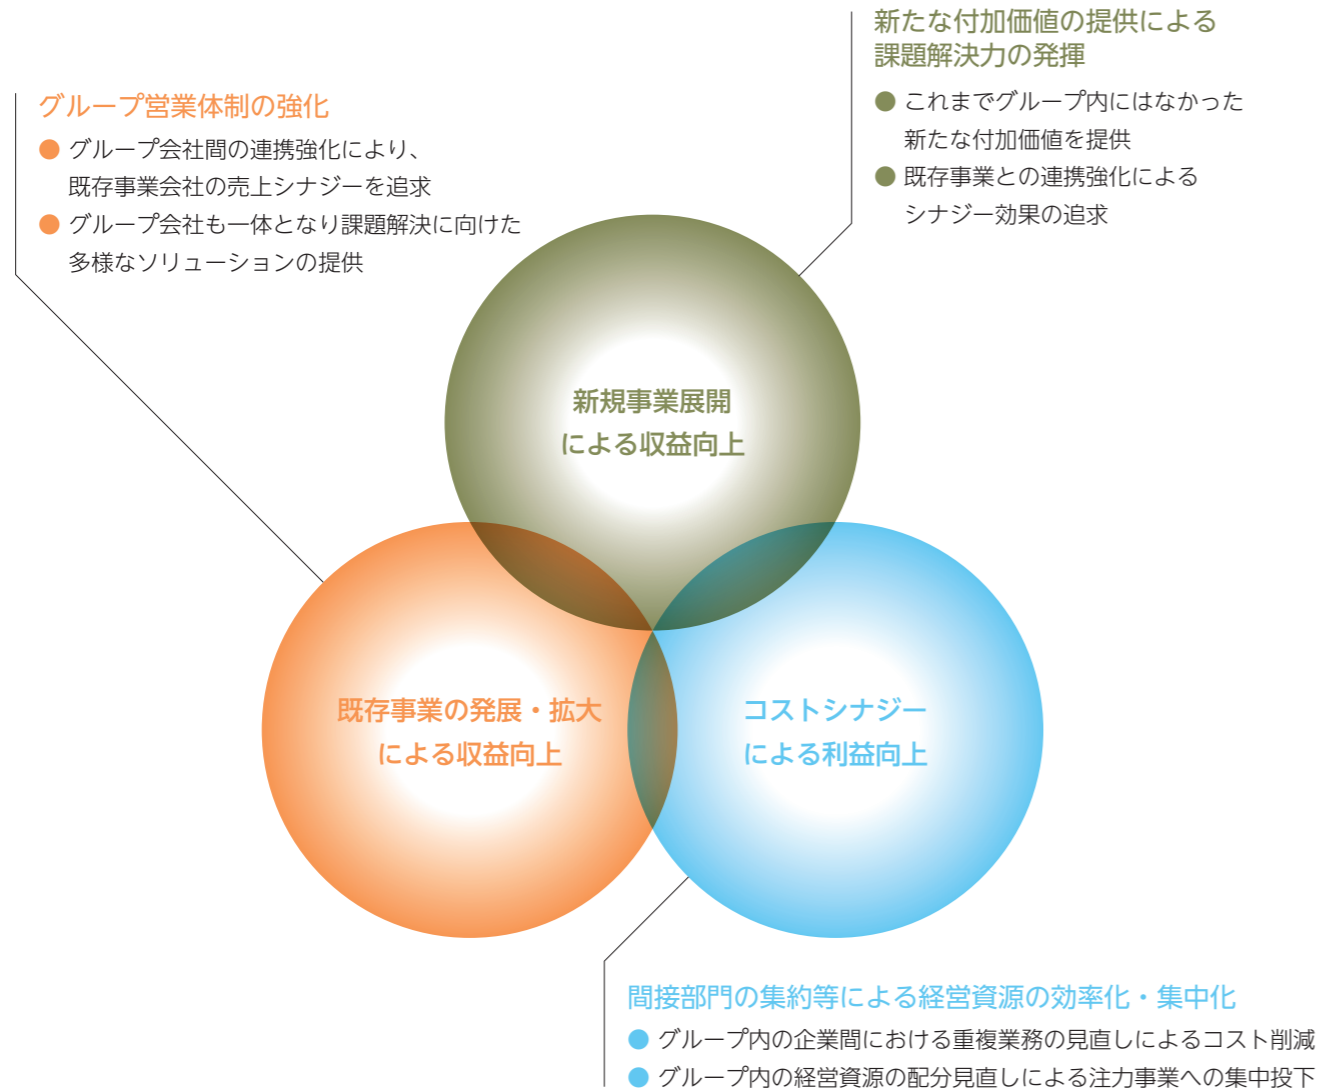 新たな付加価値の提供による
課題解決力の発揮
● これまでグループ内にはなかった
新たな付加価値を提供
● 既存事業との連携強化による
シナジー効果の追求
グループ営業体制の強化
● グループ会社間の連携強化により、
既存事業会社の売上シナジーを追求
● グループ会社も一体となり課題解決に向けた
多様なソリューションの提供
新規事業展開
による収益向上
既存事業の発展・拡大
による収益向上
コストシナジー
による利益向上
間接部門の集約等による経営資源の効率化・集中化
● グループ内の企業間における重複業務の見直しによるコスト削減
● グループ内の経営資源の配分見直しによる注力事業への集中投下